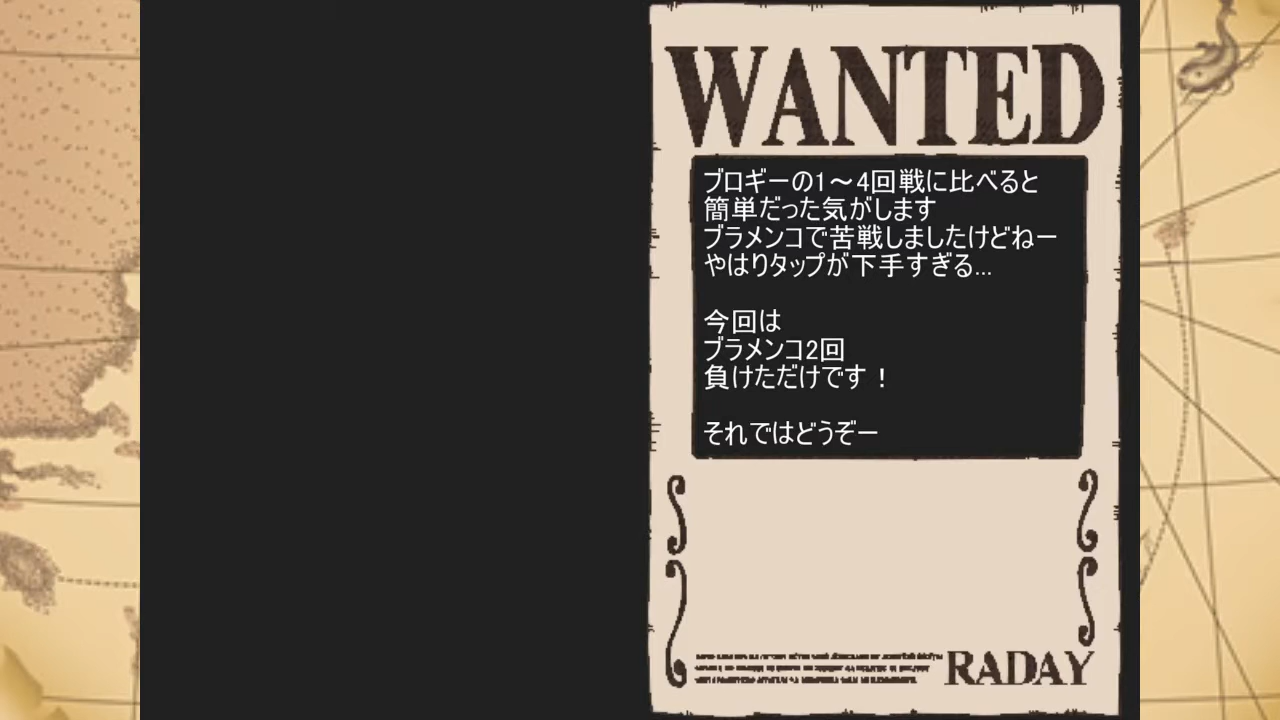 WANTED
ブロギーの1～4回戦に比べると
簡単だった気がします
ブラメンコで苦戦しましたけどねー
やはりタップが下手すぎる...
今回は
ブラメンコ2回
負けただけです！
それではどうぞー
RADAY